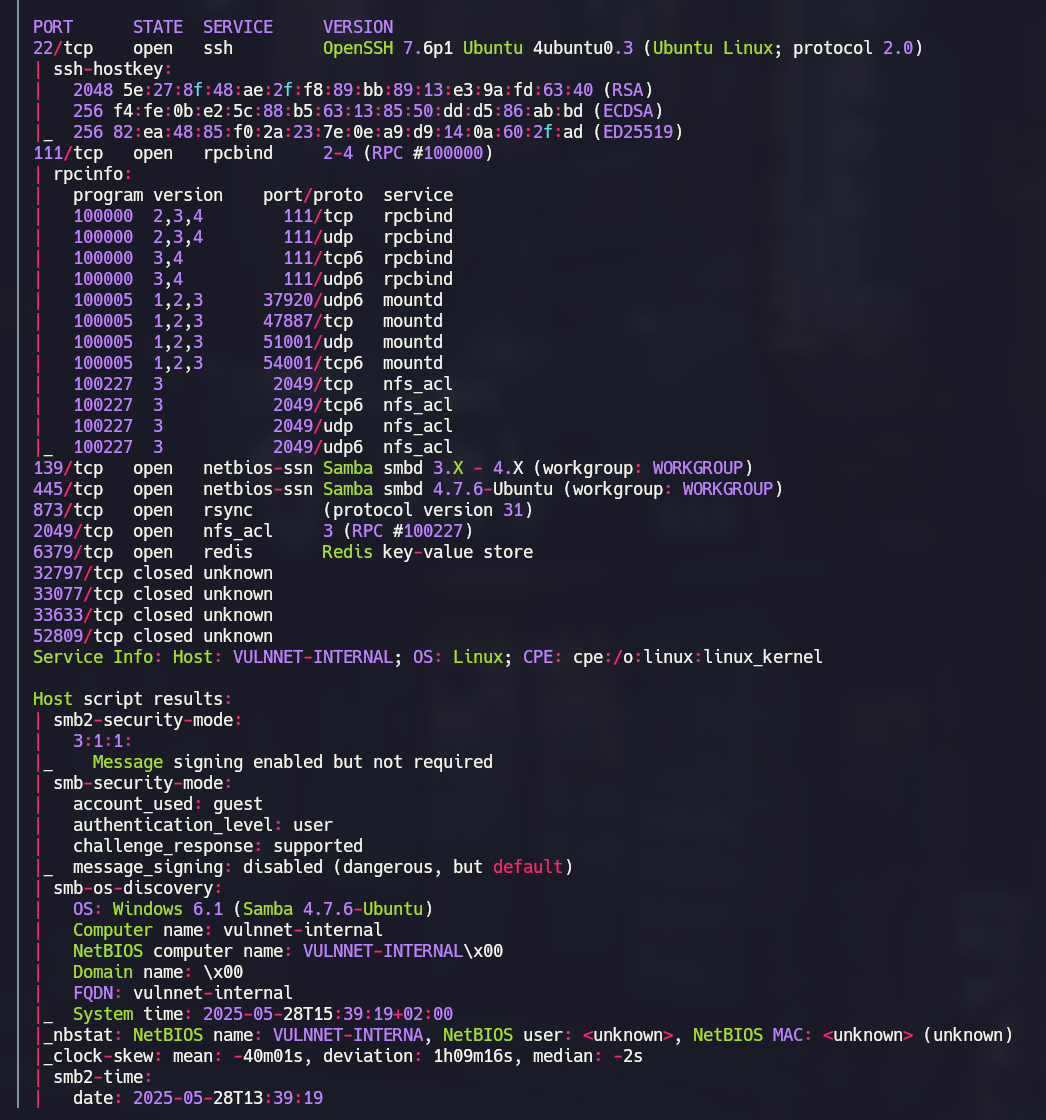 PORT      STATE  SERVICE     VERSION
22/tcp    open   ssh         OpenSSH 7.6p1 Ubuntu 4ubuntu0.3 (Ubuntu Linux; protocol 2.0)
| ssh-hostkey:
|   2048 5e:27:8f:48:ae:2f:f8:89:bb:89:13:e3:9a:fd:63:40 (RSA)
|   256 f4:fe:0b:e2:5c:88:b5:63:13:85:50:dd:d5:86:ab:bd (ECDSA)
|_  256 82:ea:48:85:f0:2a:23:7e:0e:a9:d9:14:0a:60:2f:ad (ED25519)
111/tcp   open   rpcbind     2-4 (RPC #100000)
| rpcinfo:
|   program version    port/proto  service
|   100000  2,3,4        111/tcp   rpcbind
|   100000  2,3,4        111/udp   rpcbind
|   100000  3,4          111/tcp6  rpcbind
|   100000  3,4          111/udp6  rpcbind
|   100005  1,2,3      37920/udp6  mountd
|   100005  1,2,3      47887/tcp   mountd
|   100005  1,2,3      51001/udp   mountd
|   100005  1,2,3      54001/tcp6  mountd
|   100227  3           2049/tcp   nfs_acl
|   100227  3           2049/tcp6  nfs_acl
|   100227  3           2049/udp   nfs_acl
|_  100227  3           2049/udp6  nfs_acl
139/tcp   open   netbios-ssn Samba smbd 3.X - 4.X (workgroup: WORKGROUP)
445/tcp   open   netbios-ssn Samba smbd 4.7.6-Ubuntu (workgroup: WORKGROUP)
873/tcp   open   rsync       (protocol version 31)
2049/tcp  open   nfs_acl     3 (RPC #100227)
6379/tcp  open   redis       Redis key-value store
32797/tcp closed unknown
33077/tcp closed unknown
33633/tcp closed unknown
52809/tcp closed unknown
Service Info: Host: VULNNET-INTERNAL; OS: Linux; CPE: cpe:/o:linux:linux_kernel
Host script results:
| smb2-security-mode:
|   3:1:1:
|_    Message signing enabled but not required
| smb-security-mode:
|   account_used: guest
|   authentication_level: user
|   challenge_response: supported
|_  message_signing: disabled (dangerous, but default)
| smb-os-discovery:
|   OS: Windows 6.1 (Samba 4.7.6-Ubuntu)
|   Computer name: vulnnet-internal
|   NetBIOS computer name: VULNNET-INTERNAL\x00
|   Domain name: \x00
|   FQDN: vulnnet-internal
|_  System time: 2025-05-28T15:39:19+02:00
|_nbstat: NetBIOS name: VULNNET-INTERNA, NetBIOS user: <unknown>, NetBIOS MAC: <unknown> (unknown)
|_clock-skew: mean: -40m01s, deviation: 1h09m16s, median: -2s
| smb2-time:
|   date: 2025-05-28T13:39:19